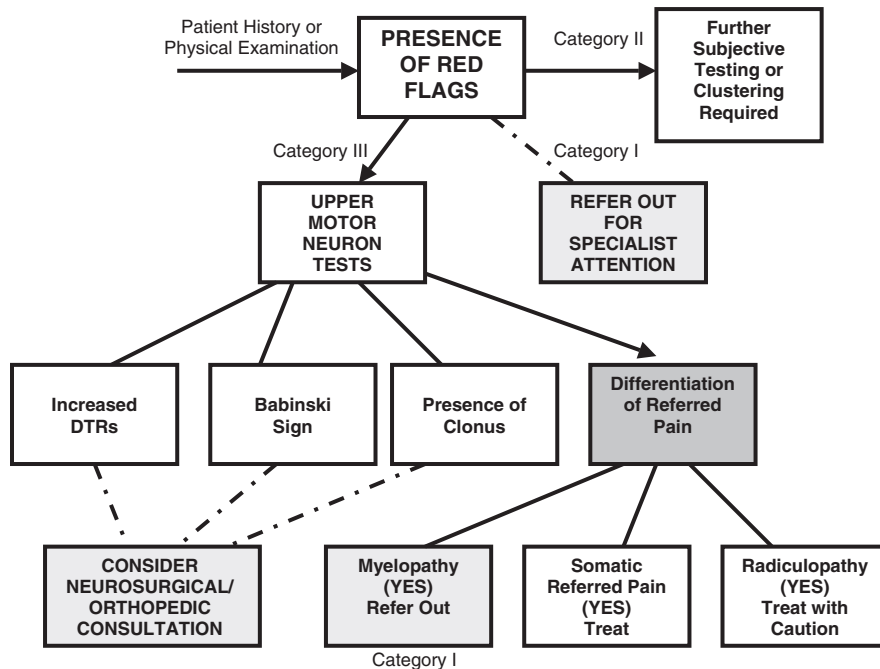 Patient History or
Physical Examination
PRESENCE
OF RED
FLAGS
Category II
Further
Subjective
Testing or
Clustering
Required
Category III
Category I
UPPER
MOTOR
NEURON
TESTS
REFER OUT
FOR
SPECIALIST
ATTENTION
Increased
DTRs
Babinski
Sign
Presence of
Clonus
Differentiation
of Referred
Pain
CONSIDER
NEUROSURGICAL/
ORTHOPEDIC
CONSULTATION
Myelopathy
(YES)
Refer Out
Somatic
Referred Pain
(YES)
Treat
Radiculopathy
(YES)
Treat with
Caution
Category I